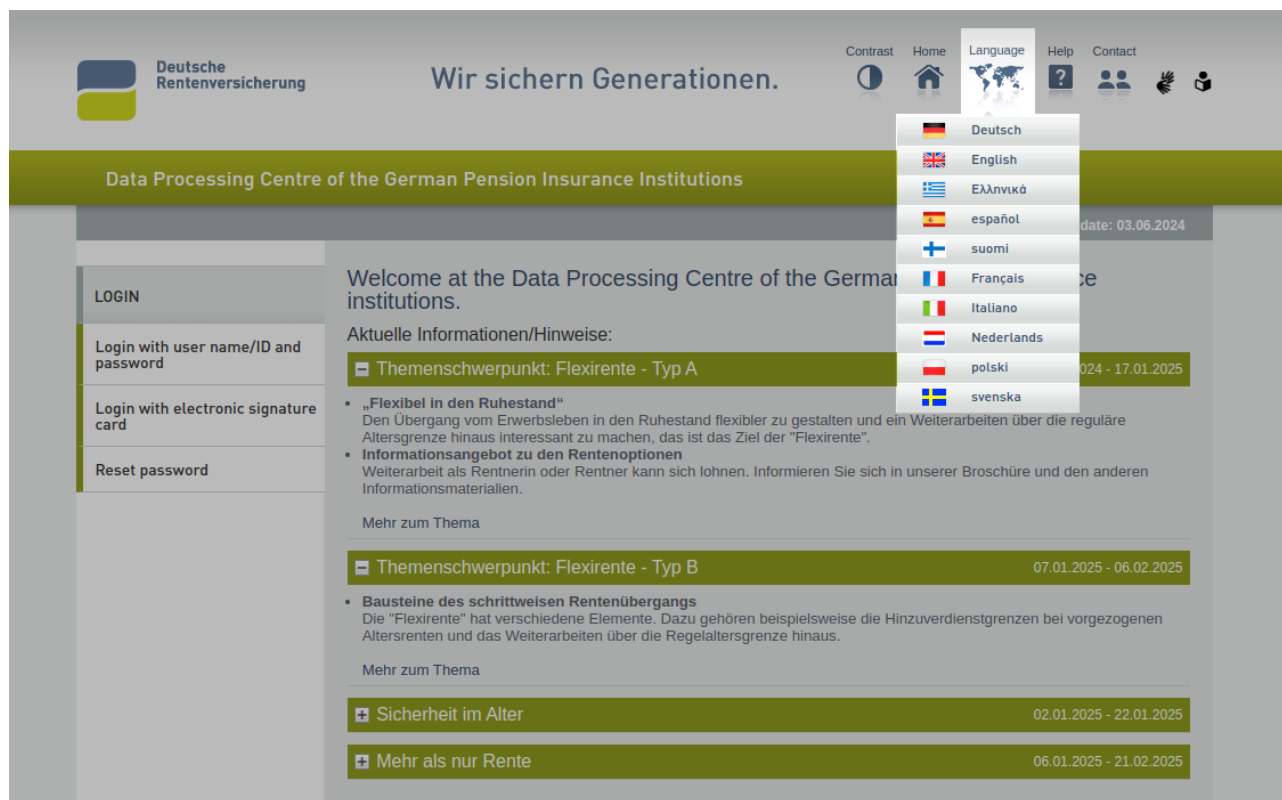 Deutsche
Rentenversicherung
Wir sichern Generationen.
Contrast
Home
Language
Help
Contact
Deutsch
English
Ελληνικά
español
suomi
Français
Italiano
Nederlands
polski
svenska
Data Processing Centre of the German Pension Insurance Institutions
date: 03.06.2024
LOGIN
Login with user name/ID and
password
Login with electronic signature
card
Reset password
Welcome at the Data Processing Centre of the
institutions.
Aktuelle Informationen/Hinweise:
Themenschwerpunkt: Flexirente - Typ A
- 17.01.2025
• „Flexibel in den Ruhestand“
Den Übergang vom Erwerbsleben in den Ruhestand flexibler zu gestalten und ein Weiterarbeiten über die reguläre
Altersgrenze hinaus interessant zu machen, das ist das Ziel der "Flexirente".
• Informationsangebot zu den Rentenoptionen
Weiterarbeit als Rentnerin oder Rentner kann sich lohnen. Informieren Sie sich in unserer Broschüre und den anderen
Informationsmaterialien.
Mehr zum Thema
Themenschwerpunkt: Flexirente - Typ B
07.01.2025 - 06.02.2025
• Bausteine des schrittweisen Rentenübergangs
Die "Flexirente" hat verschiedene Elemente. Dazu gehören beispielsweise die Hinzuverdienstgrenzen bei vorgezogenen
Altersrenten und das Weiterarbeiten über die Regelaltersgrenze hinaus.
Mehr zum Thema
Sicherheit im Alter
02.01.2025 - 22.01.2025
Mehr als nur Rente
06.01.2025 - 21.02.2025